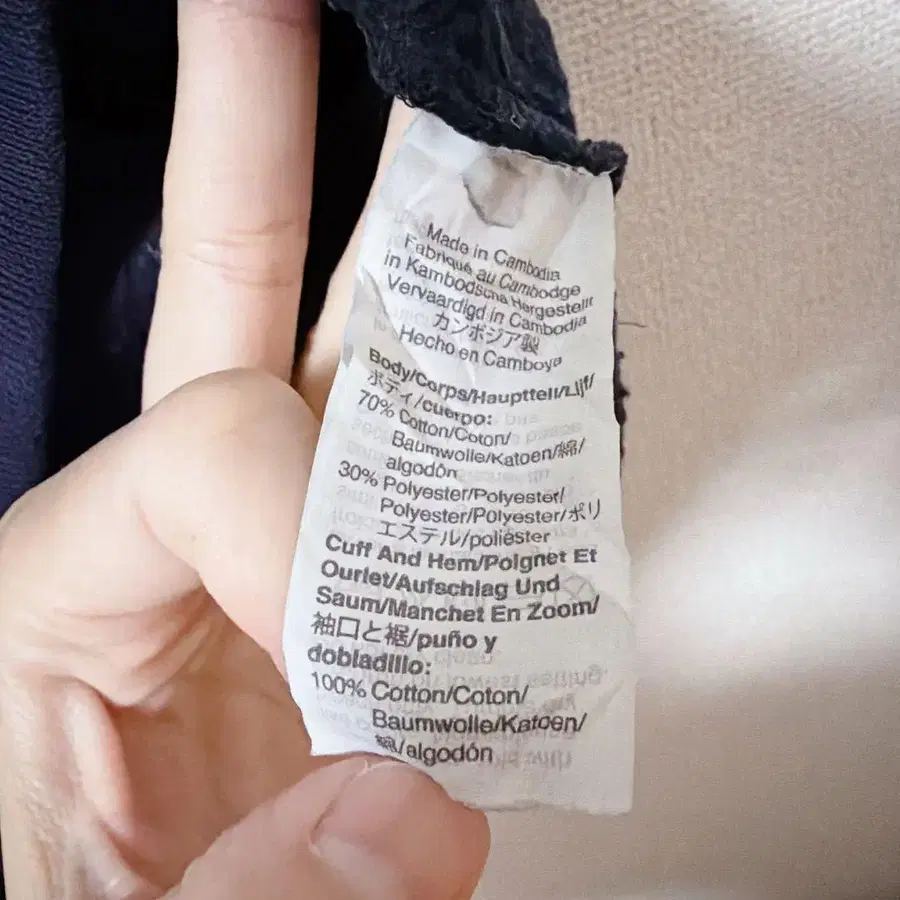 Made in Cambodia
Fabriqué au Cambodge
in Kambodscha Hergestellt
Vervaardigd in Cambodja
カンボジア製
Hecho en Camboya
Body/Corps/Hauptteil/Lijf/
ボディ/cuerpo:
70% Cotton/Coton/
Baumwolle/Katoen/綿/
algodón
30% Polyester/Polyester/
Polyester/Polyester/ポリ
エステル/poliéster
Cuff And Hem/Poignet Et
Ourlet/Aufschlag Und
Saum/Manchet En Zoom/
袖口と裾/puño y
dobladillo:
100% Cotton/Coton/
Baumwolle/Katoen/
綿/algodón